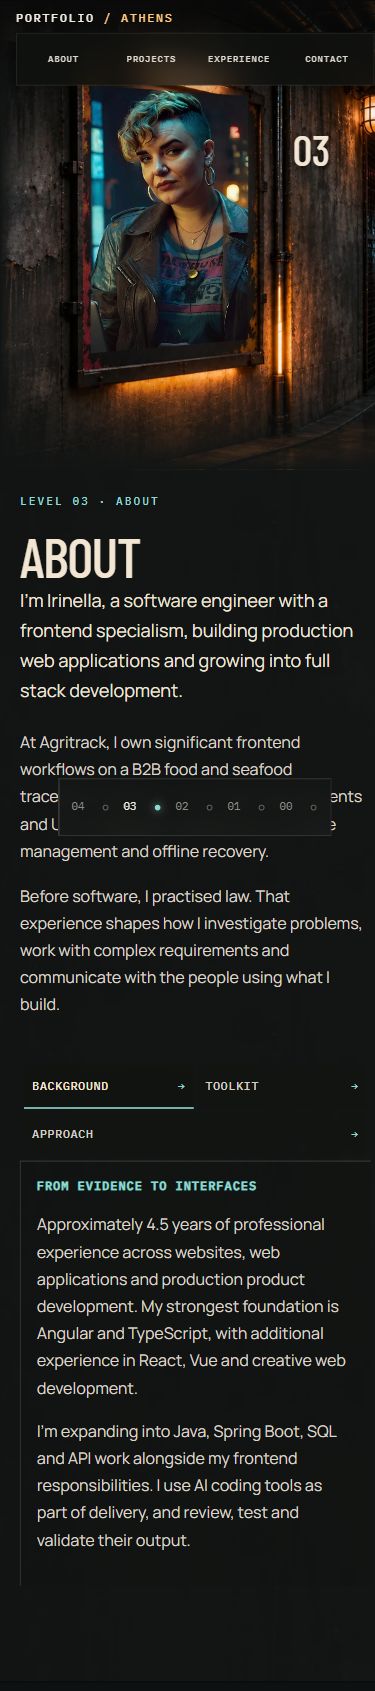 PORTFOLIO / ATHENS
ABOUT PROJECTS EXPERIENCE CONTACT
03
LEVEL 03 · ABOUT
ABOUT
I'm Irinella, a software engineer with a
frontend specialism, building production
web applications and growing into full
stack development.
At Agritrack, I own significant frontend
workflows on a B2B food and seafood
04 03 02 01 00
management and offline recovery.
Before software, I practised law. That
experience shapes how I investigate problems,
work with complex requirements and
communicate with the people using what I
build.
BACKGROUND → TOOLKIT →
APPROACH →
FROM EVIDENCE TO INTERFACES
Approximately 4.5 years of professional
experience across websites, web
applications and production product
development. My strongest foundation is
Angular and TypeScript, with additional
experience in React, Vue and creative web
development.
I'm expanding into Java, Spring Boot, SQL
and API work alongside my frontend
responsibilities. I use AI coding tools as
part of delivery, and review, test and
validate their output.